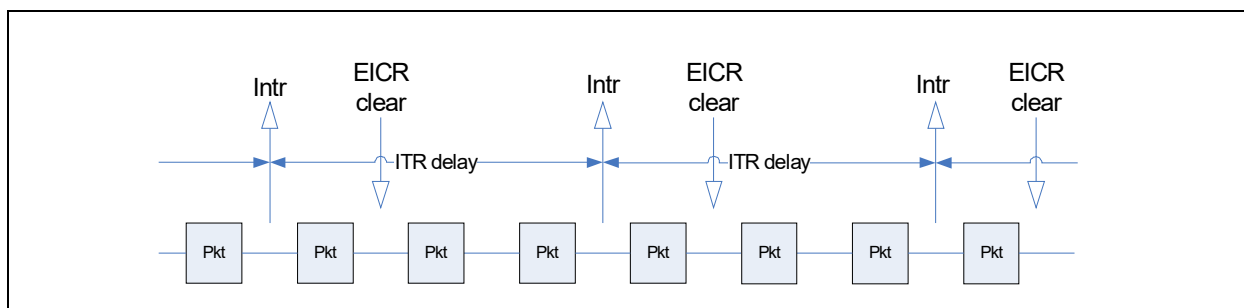 Intr
EICR
clear
Intr
EICR
clear
Intr
EICR
clear
ITR delay
ITR delay
Pkt
Pkt
Pkt
Pkt
Pkt
Pkt
Pkt
Pkt